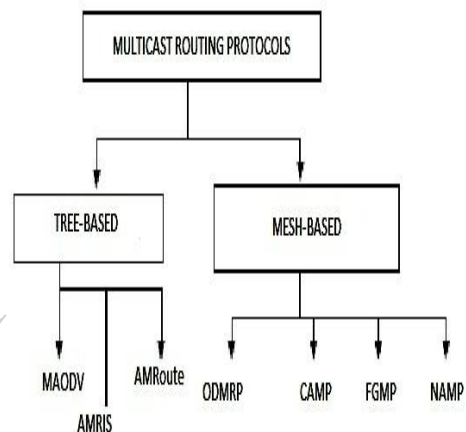 MULTICAST ROUTING PROTOCOLS
TREE-BASED
MESH-BASED
MAODV
AMRIS
AMRoute
ODMRP
CAMP
FGMP
NAMP